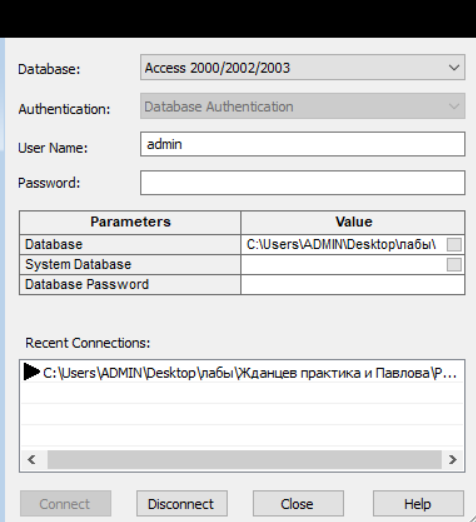 Database: Access 2000/2002/2003
Authentication: Database Authentication
User Name: admin
Password:
Parameters Value
Database C:\Users\ADMIN\Desktop\лабы\
System Database
Database Password
Recent Connections:
C:\Users\ADMIN\Desktop\лабы\Жданцев практика и Павлова\P...
Connect Disconnect Close Help